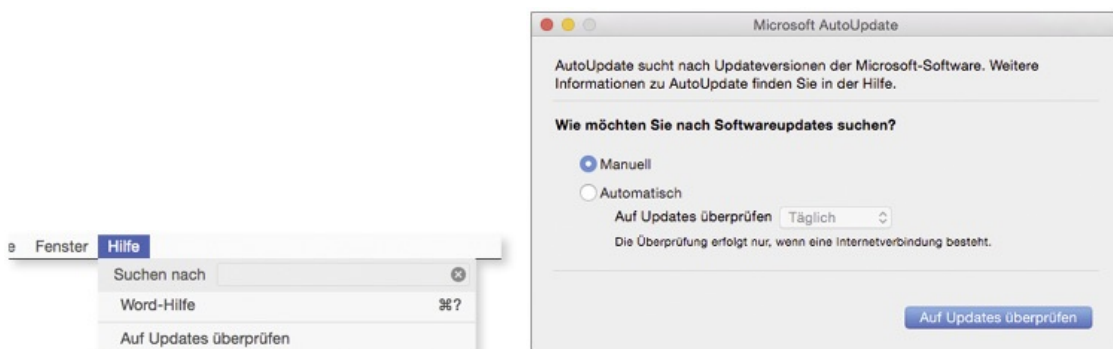 e Fenster Hilfe
Suchen nach
Word-Hilfe ⌘?
Auf Updates überprüfen
Microsoft AutoUpdate
AutoUpdate sucht nach Updateversionen der Microsoft-Software. Weitere
Informationen zu AutoUpdate finden Sie in der Hilfe.
Wie möchten Sie nach Softwareupdates suchen?
Manuell
Automatisch
Auf Updates überprüfen Täglich
Die Überprüfung erfolgt nur, wenn eine Internetverbindung besteht.
Auf Updates überprüfen